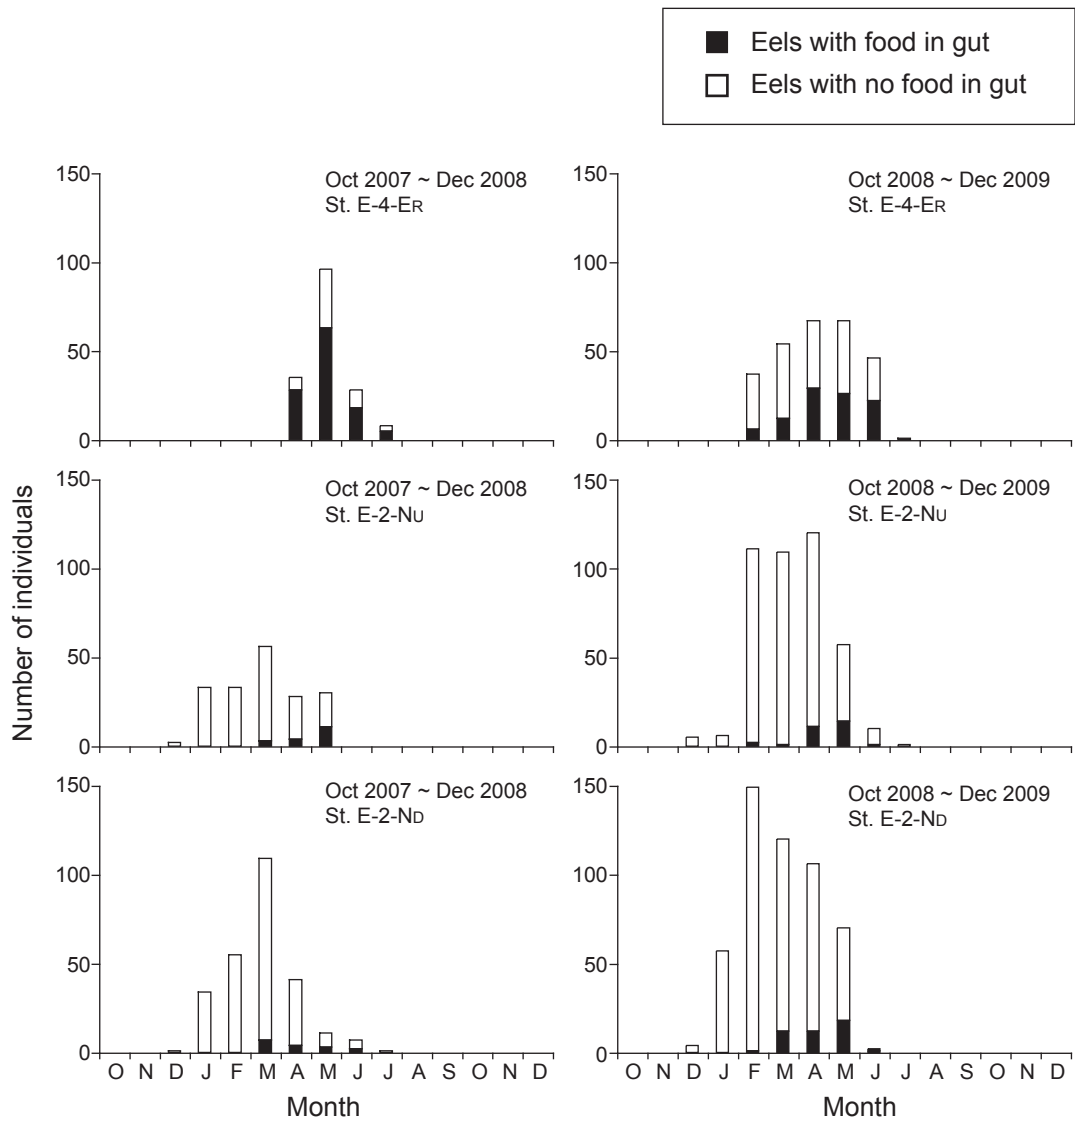 Eels with food in gut
Eels with no food in gut
150
100
50
0
Oct 2007 ~ Dec 2008
St. E-4-ER
150
100
50
0
Oct 2008 ~ Dec 2009
St. E-4-ER
Number of individuals
150
100
50
0
Oct 2007 ~ Dec 2008
St. E-2-NU
150
100
50
0
Oct 2008 ~ Dec 2009
St. E-2-NU
150
100
50
0
Oct 2007 ~ Dec 2008
St. E-2-ND
150
100
50
0
Oct 2008 ~ Dec 2009
St. E-2-ND
O N D J F M A M J J A S O N D
O N D J F M A M J J A S O N D
Month
Month